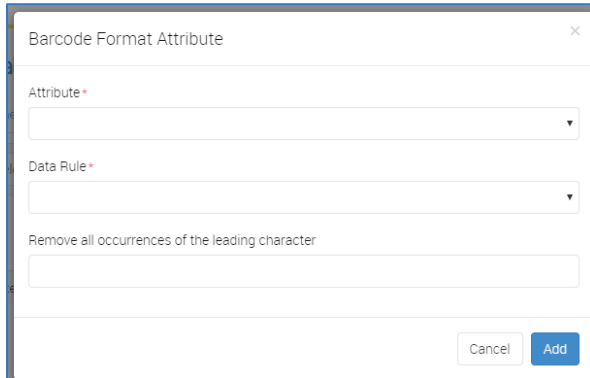 Barcode Format Attribute
×
Attribute*
Data Rule*
Remove all occurrences of the leading character
Cancel Add